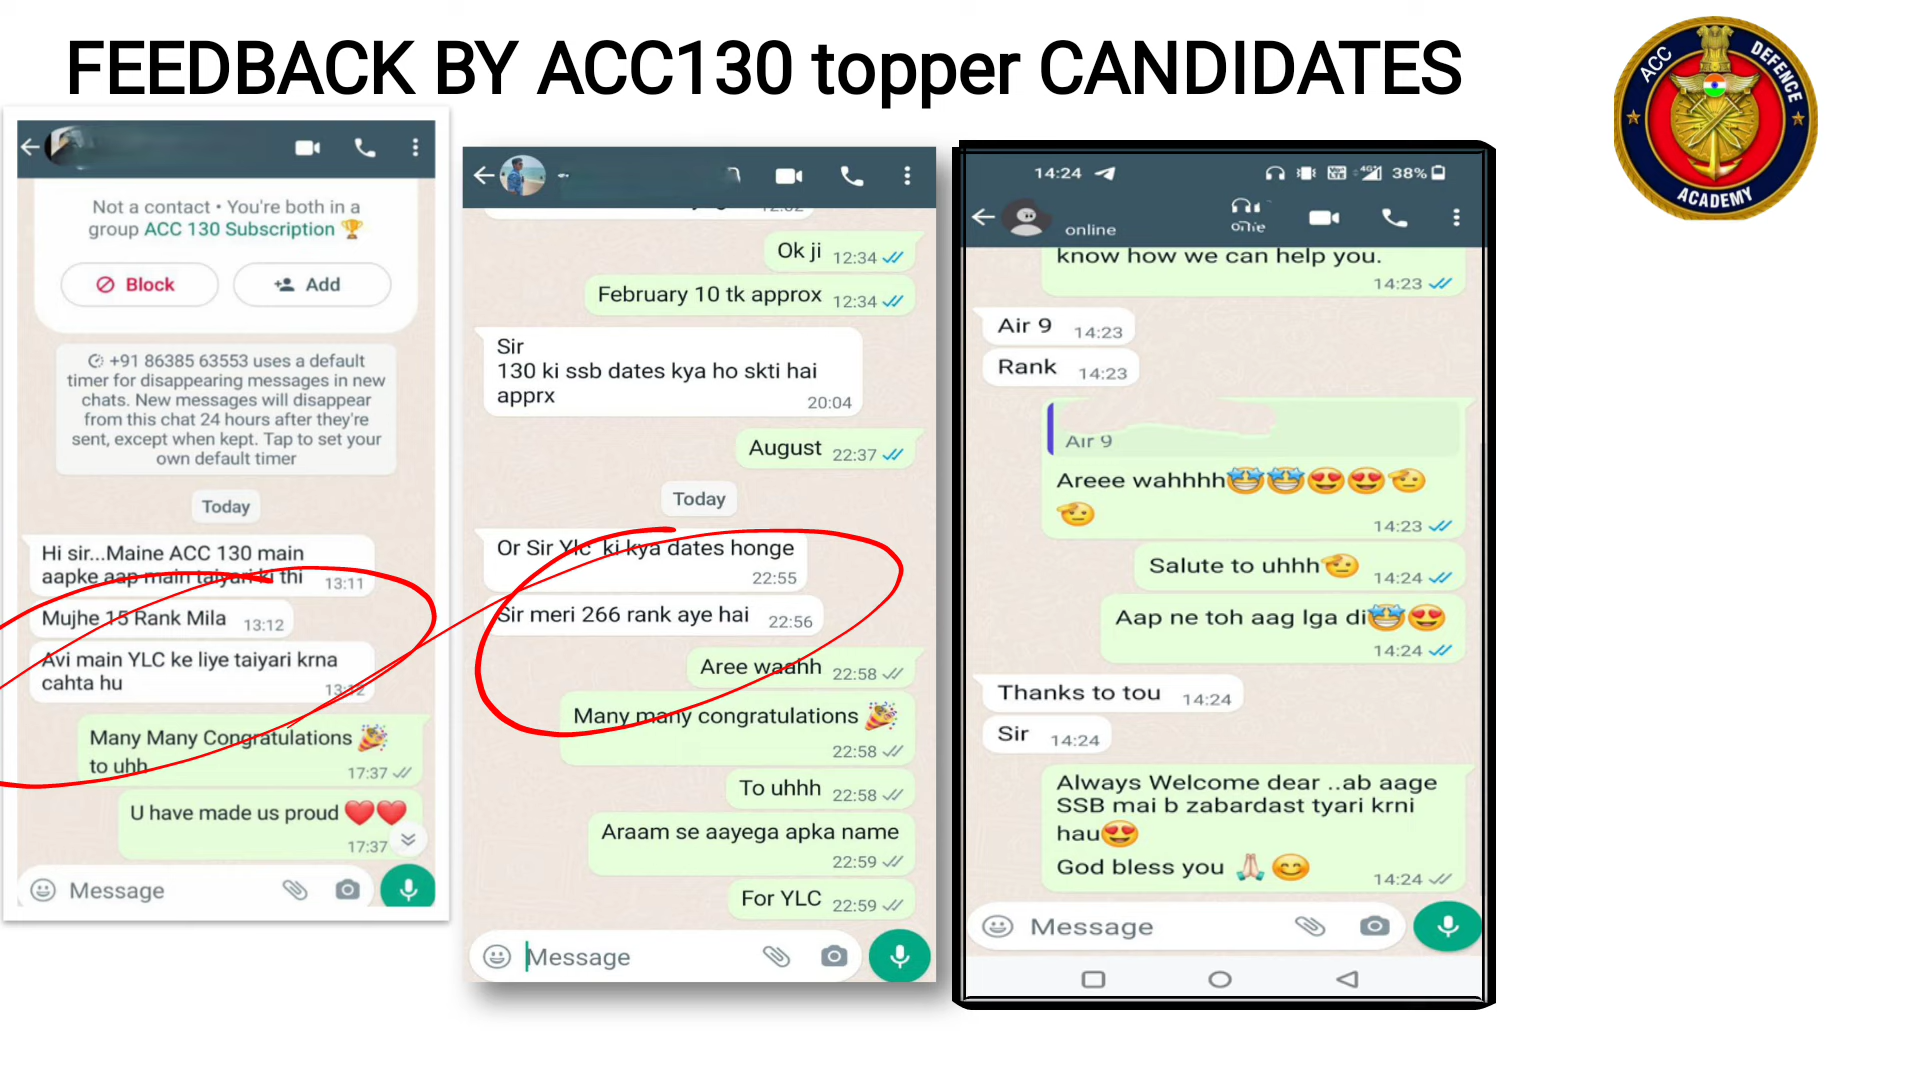 FEEDBACK BY ACC130 topper CANDIDATES
ACC DEFENCE
ACADEMY
Not a contact • You're both in a
group ACC 130 Subscription 🏆
Block
Add
+91 86385 63553 uses a default
timer for disappearing messages in new
chats. New messages will disappear
from this chat 24 hours after they're
sent, except when kept. Tap to set your
own default timer
Today
Hi sir...Maine ACC 130 main
aapke aap main taiyari ki thi 13:11
Mujhe 15 Rank Mila 13:12
Avi main YLC ke liye taiyari krna
cahta hu 13:12
Many Many Congratulations 🎉
to uhh 17:37
U have made us proud ❤️❤️
17:37
Message
12:32
Ok ji 12:34
February 10 tk approx 12:34
Sir
130 ki ssb dates kya ho skti hai
apprx 20:04
August 22:37
Today
Or Sir Ylc ki kya dates honge
22:55
Sir meri 266 rank aye hai 22:56
Aree waahh 22:58
Many many congratulations 🎉
22:58
To uhhh 22:58
Araam se aayega apka name
22:59
For YLC 22:59
Message
14:24 38%
online
know how we can help you.
14:23
Air 9 14:23
Rank 14:23
Air 9
Areee wahhhh🤩🤩😍😍🫡
🫡 14:23
Salute to uhhh🫡 14:24
Aap ne toh aag lga di🤩😍
14:24
Thanks to tou 14:24
Sir 14:24
Always Welcome dear ..ab aage
SSB mai b zabardast tyari krni
hau😍
God bless you 🙏🏻😊 14:24
Message